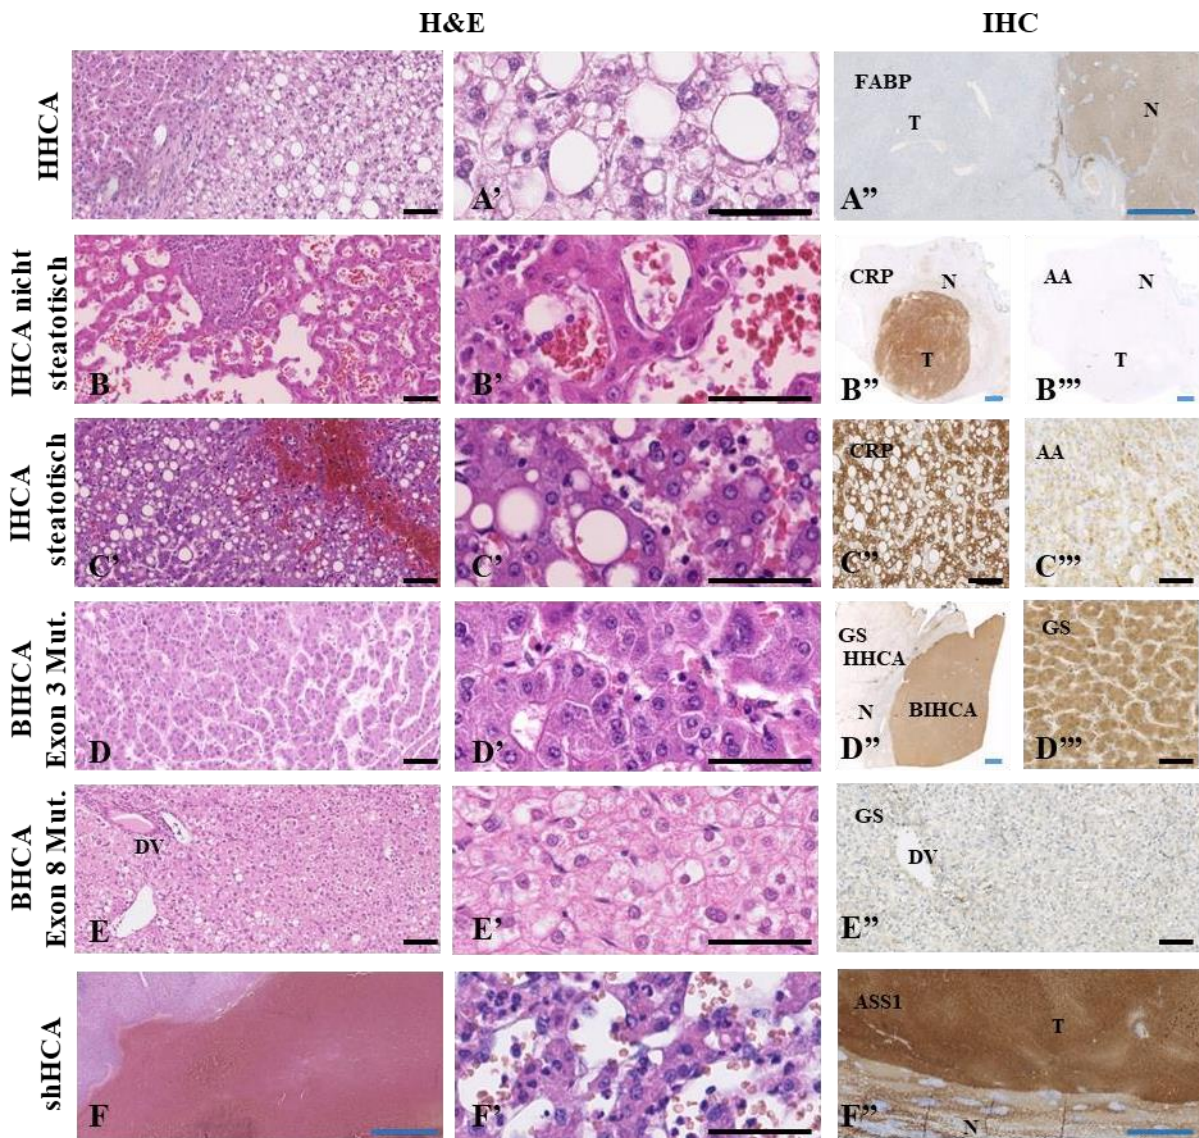 H&E
IHC
HHCA
A’
FABP
T
N
A”
IHCA nicht
steatotisch
B
B’
CRP
N
T
B”
AA
N
T
B”’
IHCA
steatotisch
C’
C’
CRP
C”
AA
C”’
BIHCA
Exon 3 Mut.
D
D’
GS
HHCA
N
BIHCA
D”
GS
D”’
BHCA
Exon 8 Mut.
DV
E
E’
GS
DV
E”
shHCA
F
F’
ASS1
T
N
F”